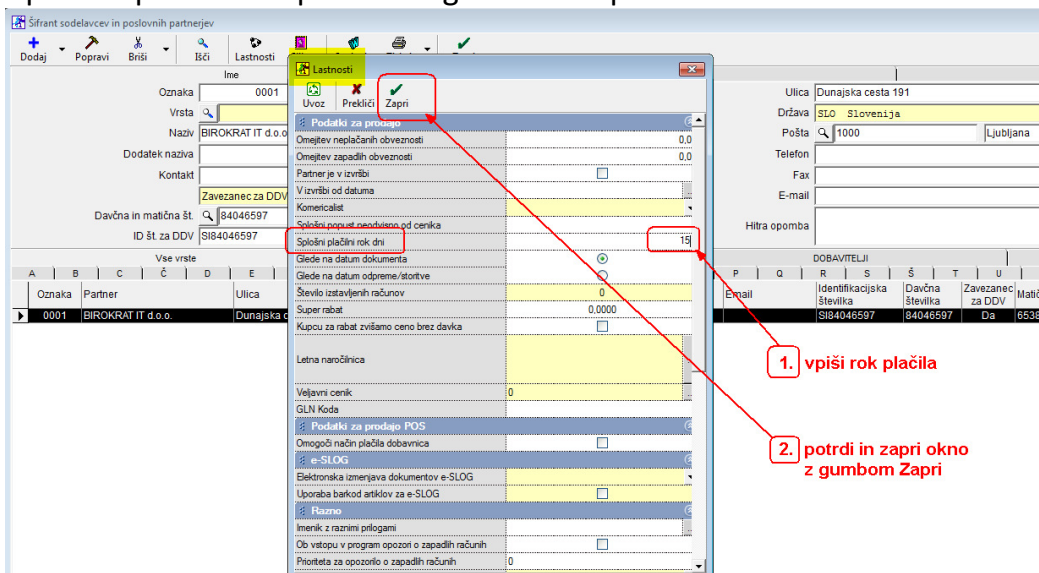 Šifrant sodelavcev in poslovnih partnerjev
Dodaj Popravi Briši Išči Lastnosti
Ime
Oznaka 0001
Vrsta
Naziv BIROKRAT IT d.o.o
Dodatek naziva
Kontakt
Zavezanec za DDV
Davčna in matična št. 84046597
ID št. za DDV SI84046597
Vse vrste
A B C Č D E
Oznaka Partner Ulica
0001 BIROKRAT IT d.o.o. Dunajska c
Lastnosti
Uvoz Prekliči Zapri
Podatki za prodajo
Omejitev neplačanih obveznosti 0,0
Omejitev zapadlih obveznosti 0,0
Partner je v izvržbi
V izvržbi od datuma ...
Komericalist
Splošni popust neodvisno od cenika
Splošni plačilni rok dni 15
Glede na datum dokumenta
Glede na datum odpreme/storitve
Število izstavljenih računov 0
Super rabat 0,0000
Kupcu za rabat zvišamo ceno brez davka
Letna naročilnica
Veljavni cenik 0
GLN Koda
Podatki za prodajo POS
Omogoči način plačila dobavnica
e-SLOG
Elektronska izmenjava dokumentov e-SLOG
Uporaba barkod artiklov za e-SLOG
Razno
Imenik z raznimi prilogami
Ob vstopu v program opozori o zapadlih računih
Prioriteta za opozorilo o zapadlih računih 0
Ulica Dunajska cesta 191
Država SLO Slovenija
Pošta 1000 Ljubljana
Telefon
Fax
E-mail
Hitra opomba
DOBAVITELJI
P Q R S Š T U
Email Identifikacijska številka Davčna številka Zavezanec za DDV Matič
SI84046597 84046597 Da 6538
1. vpiši rok plačila
2. potrdi in zapri okno
z gumbom Zapri